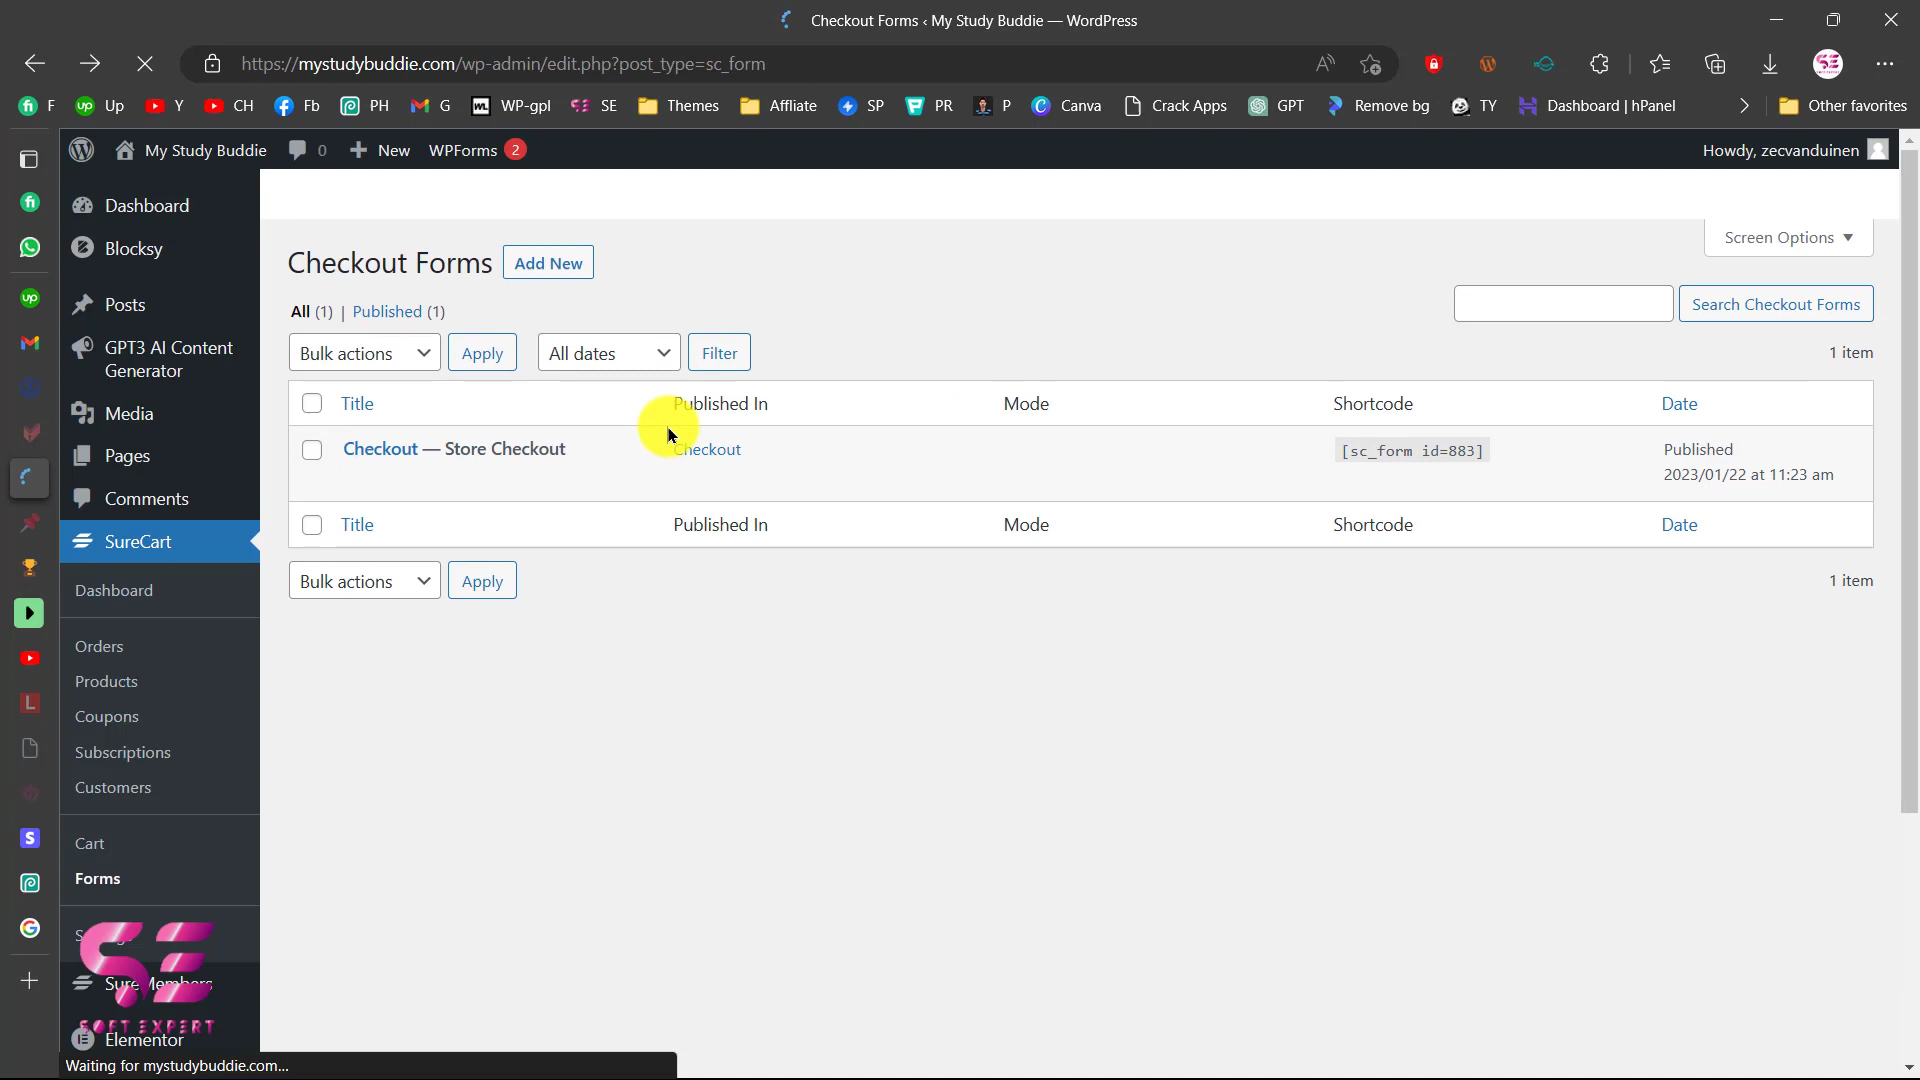 Checkout Forms ‹ My Study Buddie — WordPress
https://mystudybuddie.com/wp-admin/edit.php?post_type=sc_form
F Up Y CH Fb PH G WP-gpl SE Themes Affliate SP PR P Canva Crack Apps GPT Remove bg TY Dashboard | hPanel Other favorites
My Study Buddie 0 New WPForms 2 Howdy, zecvanduinen
Dashboard
Blocksy
Posts
GPT3 AI Content
Generator
Media
Pages
Comments
SureCart
Dashboard
Orders
Products
Coupons
Subscriptions
Customers
Cart
Forms
SureMembers
SOFT EXPERT
Elementor
Screen Options
Checkout Forms Add New
All (1) | Published (1)
Search Checkout Forms
Bulk actions Apply All dates Filter 1 item
Title Published In Mode Shortcode Date
Checkout — Store Checkout Checkout [sc_form id=883] Published
2023/01/22 at 11:23 am
Title Published In Mode Shortcode Date
Bulk actions Apply 1 item
Waiting for mystudybuddie.com...